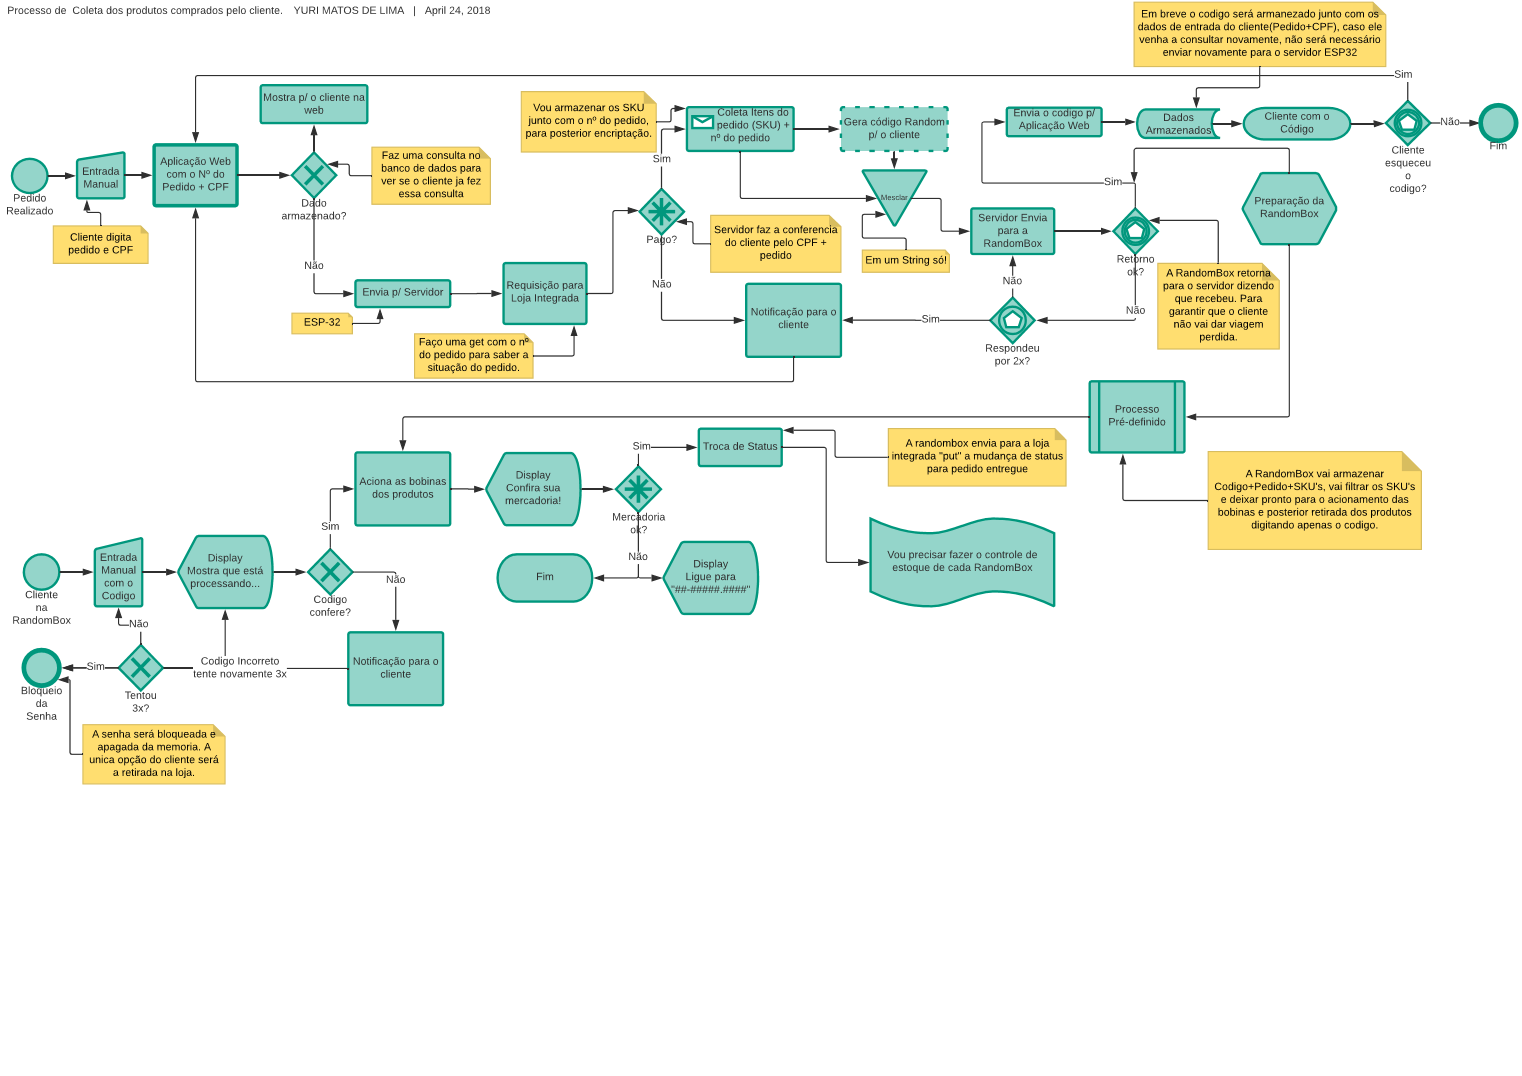 Processo de  Coleta dos produtos comprados pelo cliente.    YURI MATOS DE LIMA   |   April 24, 2018
Em breve o codigo será armanezado junto com os
dados de entrada do cliente(Pedido+CPF), caso ele
venha a consultar novamente, não será necessário
enviar novamente para o servidor ESP32
Sim
Mostra p/ o cliente na
web
Vou armazenar os SKU
junto com o nº do pedido,
para posterior encriptação.
Coleta Itens do
pedido (SKU) +
nº do pedido
Gera código Random
p/ o cliente
Envia o codigo p/
Aplicação Web
Dados
Armazenados
Cliente com o
Código
Não
Fim
Cliente
esqueceu
o
codigo?
Pedido
Realizado
Entrada
Manual
Aplicação Web
com o Nº do
Pedido + CPF
Dado
armazenado?
Faz uma consulta no
banco de dados para
ver se o cliente ja fez
essa consulta
Sim
Mesclar
Sim
Preparação da
RandomBox
Cliente digita
pedido e CPF
Pago?
Servidor faz a conferencia
do cliente pelo CPF +
pedido
Em um String só!
Servidor Envia
para a
RandomBox
Retorno
ok?
A RandomBox retorna
para o servidor dizendo
que recebeu. Para
garantir que o cliente
não vai dar viagem
perdida.
Não
Envia p/ Servidor
ESP-32
Requisição para
Loja Integrada
Faço uma get com o nº
do pedido para saber a
situação do pedido.
Não
Notificação para o
cliente
Sim
Não
Respondeu
por 2x?
Não
Processo
Pré-definido
A RandomBox vai armazenar
Codigo+Pedido+SKU's, vai filtrar os SKU's
e deixar pronto para o acionamento das
bobinas e posterior retirada dos produtos
digitando apenas o codigo.
Aciona as bobinas
dos produtos
Display
Confira sua
mercadoria!
Sim
Troca de Status
A randombox envia para a loja
integrada "put" a mudança de status
para pedido entregue
Mercadoria
ok?
Não
Fim
Display
Ligue para
"##-#####.####"
Vou precisar fazer o controle de
estoque de cada RandomBox
Sim
Cliente
na
RandomBox
Entrada
Manual
com o
Codigo
Display
Mostra que está
processando...
Codigo
confere?
Não
Não
Sim
Bloqueio
da
Senha
Tentou
3x?
Codigo Incorreto
tente novamente 3x
Notificação para o
cliente
A senha será bloqueada e
apagada da memoria. A
unica opção do cliente será
a retirada na loja.